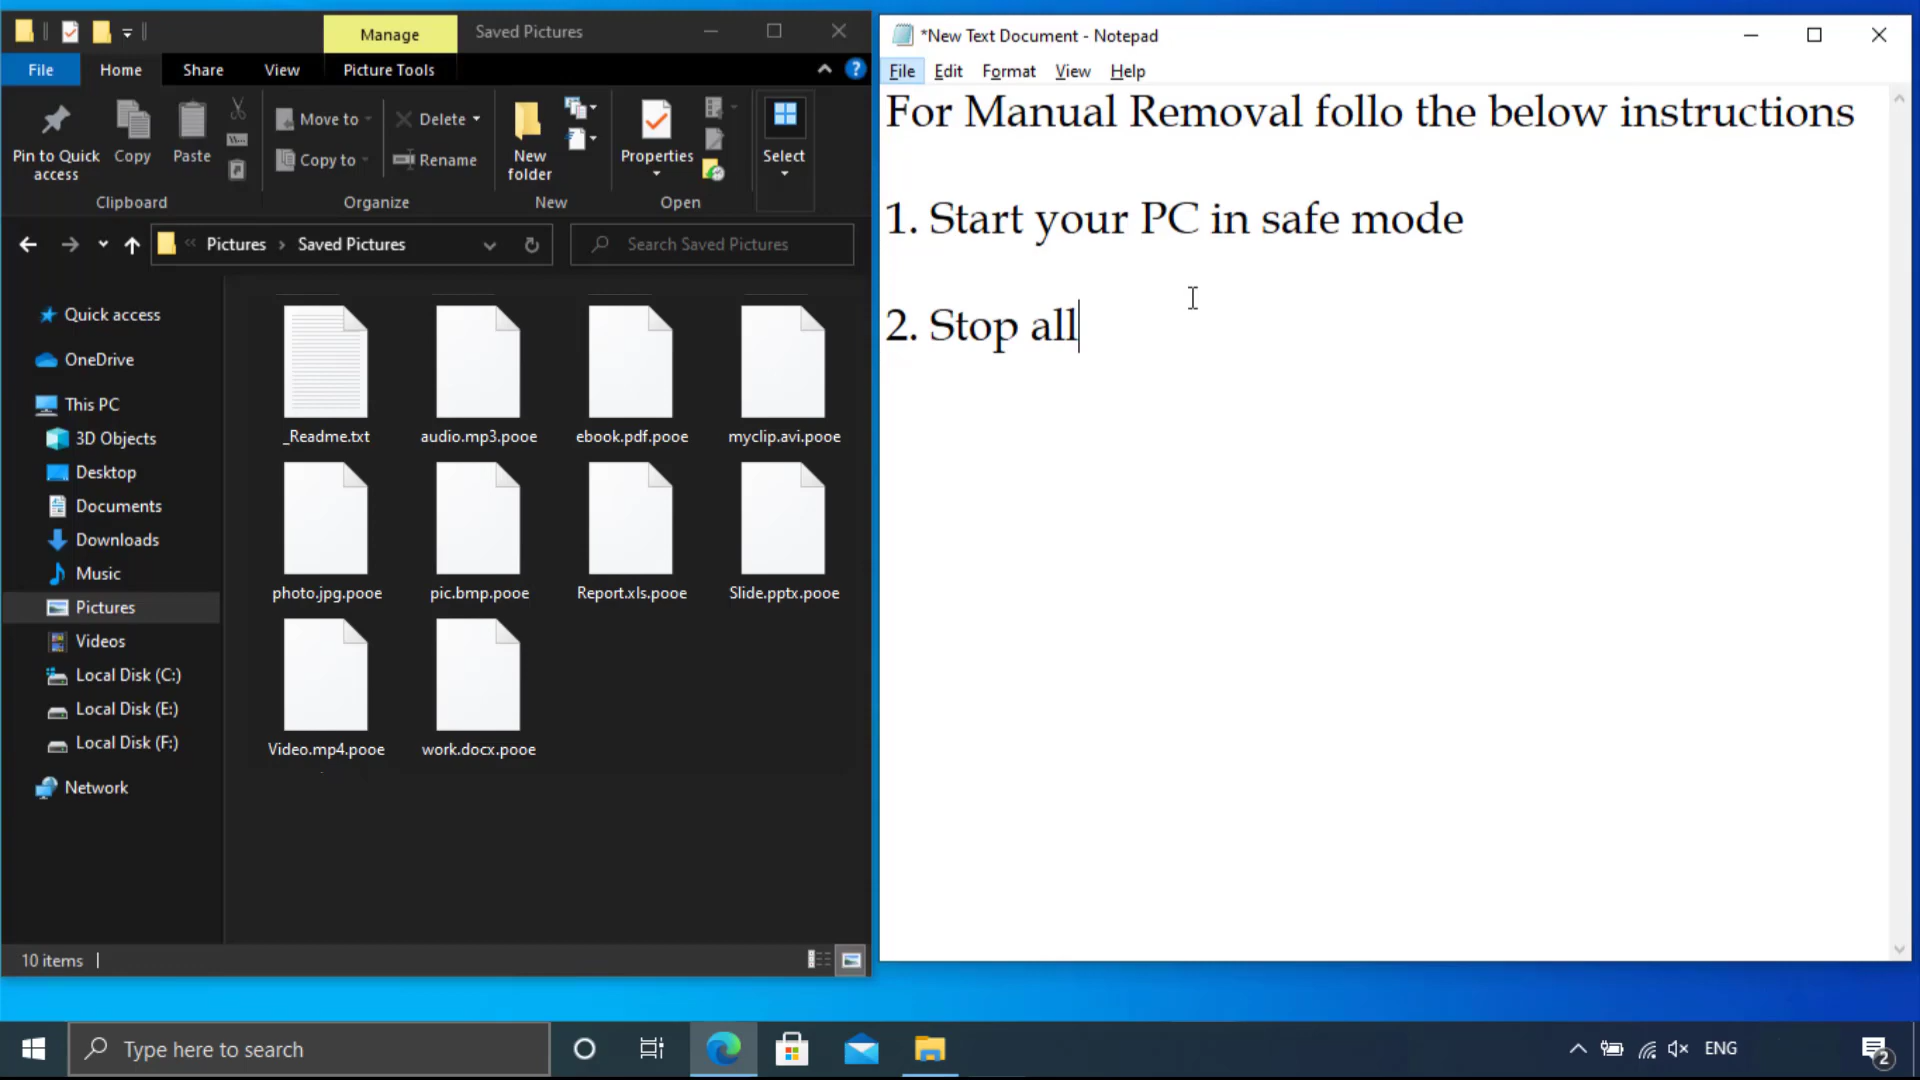 Manage
Saved Pictures
File
Home
Share
View
Picture Tools
Pin to Quick access
Copy
Paste
Move to
Copy to
Delete
Rename
New folder
Properties
Select
Clipboard
Organize
New
Open
« Pictures > Saved Pictures
Search Saved Pictures
Quick access
OneDrive
This PC
3D Objects
Desktop
Documents
Downloads
Music
Pictures
Videos
Local Disk (C:)
Local Disk (E:)
Local Disk (F:)
Network
_Readme.txt
audio.mp3.pooe
ebook.pdf.pooe
myclip.avi.pooe
photo.jpg.pooe
pic.bmp.pooe
Report.xls.pooe
Slide.pptx.pooe
Video.mp4.pooe
work.docx.pooe
10 items
*New Text Document - Notepad
File
Edit
Format
View
Help
For Manual Removal follo the below instructions
1. Start your PC in safe mode
2. Stop all
Type here to search
ENG
2